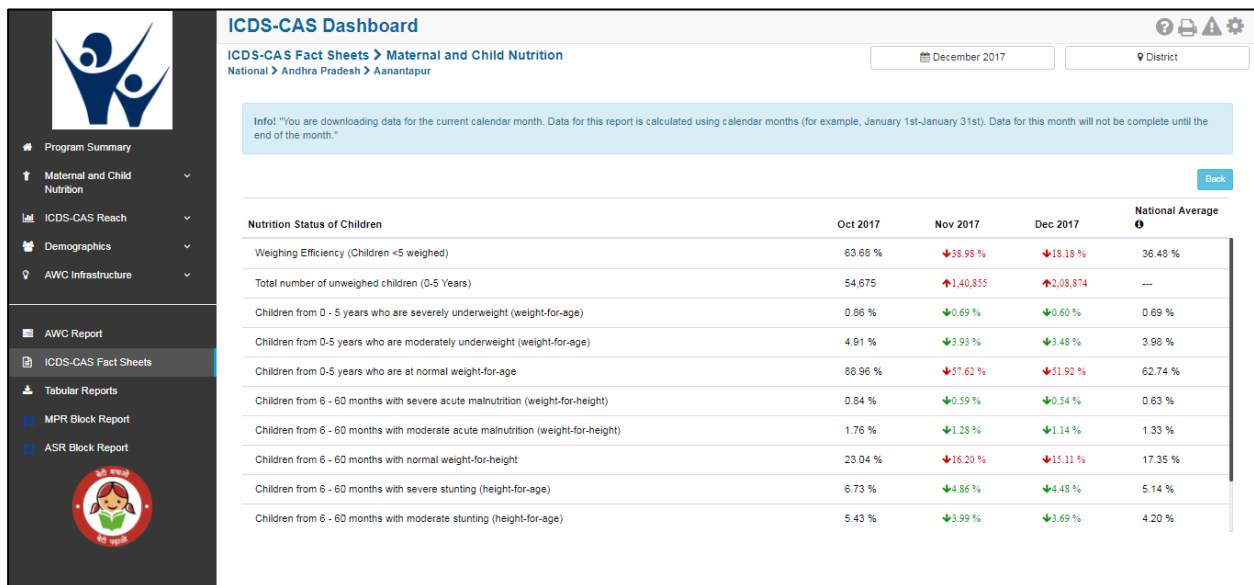 ICDS-CAS Dashboard
ICDS-CAS Fact Sheets ❯ Maternal and Child Nutrition
National ❯ Andhra Pradesh ❯ Aanantapur
December 2017
District
Info! "You are downloading data for the current calendar month. Data for this report is calculated using calendar months (for example, January 1st-January 31st). Data for this month will not be complete until the
end of the month."
Back
Program Summary
Maternal and Child
Nutrition
ICDS-CAS Reach
Demographics
AWC Infrastructure
AWC Report
ICDS-CAS Fact Sheets
Tabular Reports
MPR Block Report
ASR Block Report
बेटी बचाओ
बेटी पढ़ाओ
Nutrition Status of Children Oct 2017 Nov 2017 Dec 2017 National Average
Weighing Efficiency (Children <5 weighed) 63.68 % ↓38.98 % ↓18.18 % 36.48 %
Total number of unweighed children (0-5 Years) 54,675 ↑1,40,855 ↑2,08,874 ---
Children from 0 - 5 years who are severely underweight (weight-for-age) 0.86 % ↓0.69 % ↓0.60 % 0.69 %
Children from 0-5 years who are moderately underweight (weight-for-age) 4.91 % ↓3.93 % ↓3.48 % 3.98 %
Children from 0-5 years who are at normal weight-for-age 88.96 % ↓57.62 % ↓51.92 % 62.74 %
Children from 6 - 60 months with severe acute malnutrition (weight-for-height) 0.84 % ↓0.59 % ↓0.54 % 0.63 %
Children from 6 - 60 months with moderate acute malnutrition (weight-for-height) 1.76 % ↓1.28 % ↓1.14 % 1.33 %
Children from 6 - 60 months with normal weight-for-height 23.04 % ↓16.20 % ↓15.11 % 17.35 %
Children from 6 - 60 months with severe stunting (height-for-age) 6.73 % ↓4.86 % ↓4.48 % 5.14 %
Children from 6 - 60 months with moderate stunting (height-for-age) 5.43 % ↓3.99 % ↓3.69 % 4.20 %